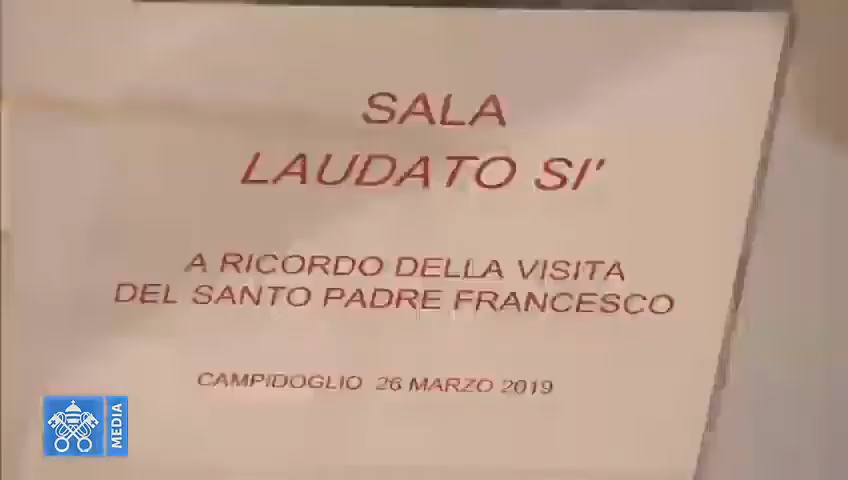 SALA
LAUDATO SI'
A RICORDO DELLA VISITA
DEL SANTO PADRE FRANCESCO
CAMPIDOGLIO 26 MARZO 2019
MEDIA